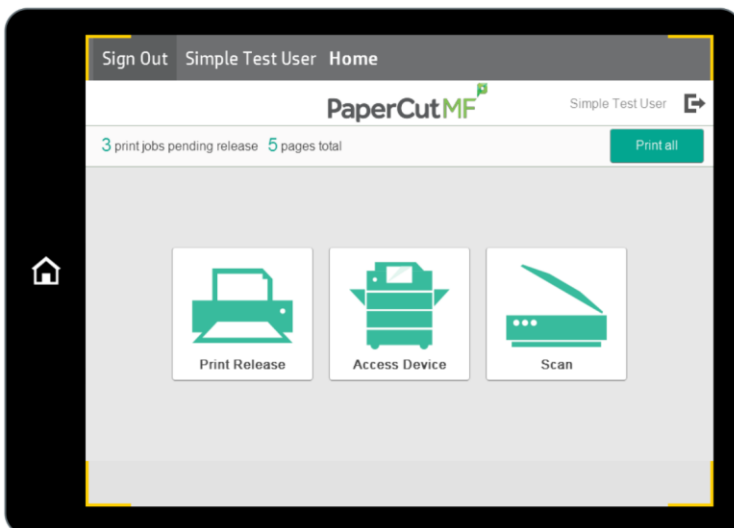 Sign Out Simple Test User Home
PaperCutMF Simple Test User
3 print jobs pending release 5 pages total Print all
Print Release Access Device Scan